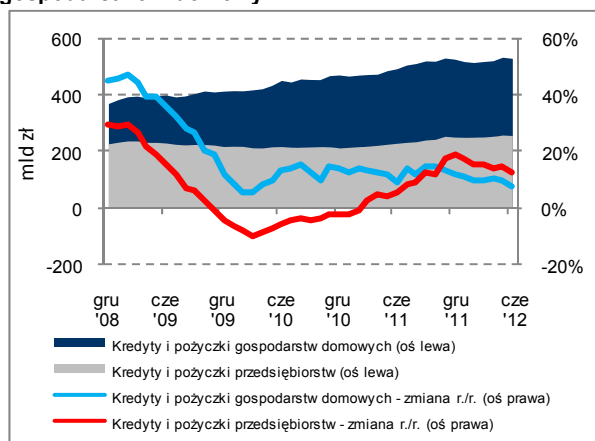 600
400
200
0
-200
mld zł
60%
40%
20%
0%
-20%
gru '08
cze '09
gru '09
cze '10
gru '10
cze '11
gru '11
cze '12
Kredyty i pożyczki gospodarstw domowych (oś lewa)
Kredyty i pożyczki przedsiębiorstw (oś lewa)
Kredyty i pożyczki gospodarstw domowych - zmiana r./r. (oś prawa)
Kredyty i pożyczki przedsiębiorstw - zmiana r./r. (oś prawa)